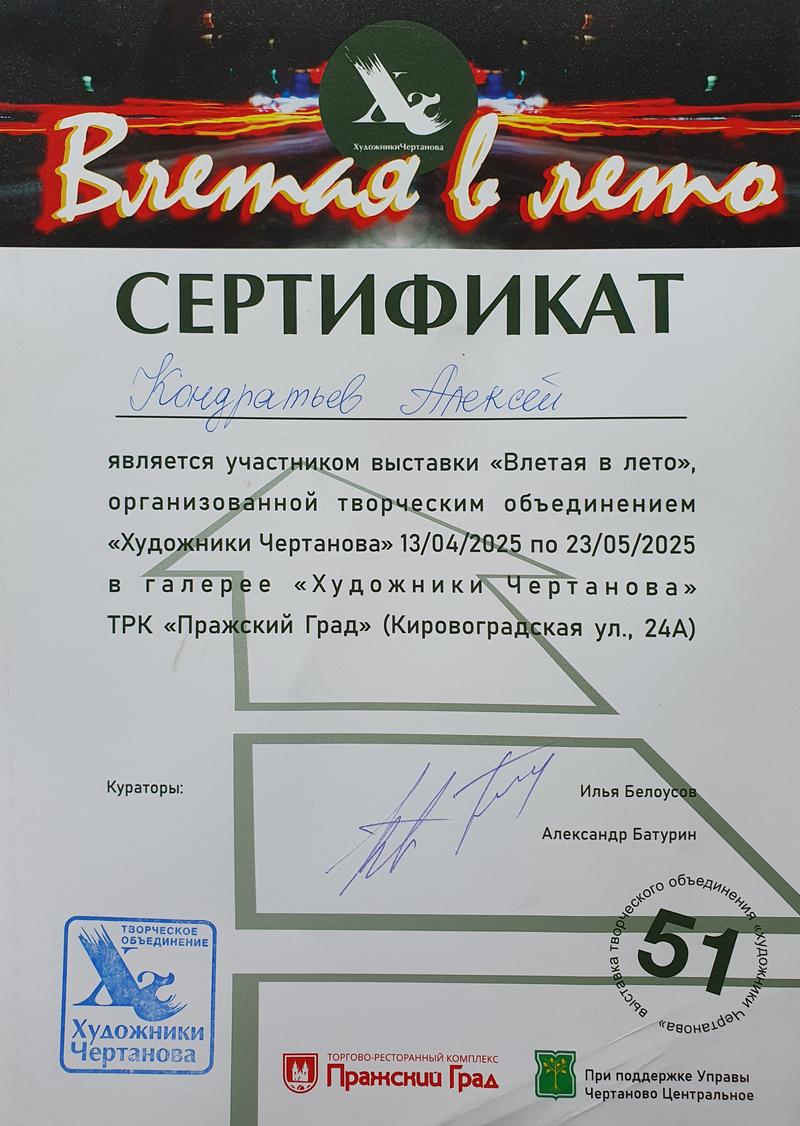 ХудожникиЧертанова
Влетая в лето
СЕРТИФИКАТ
Кондратьев Алексей
является участником выставки «Влетая в лето»,
организованной творческим объединением
«Художники Чертанова» 13/04/2025 по 23/05/2025
в галерее «Художники Чертанова»
ТРК «Пражский Град» (Кировоградская ул., 24А)
Кураторы:
Илья Белоусов
Александр Батурин
выставка творческого объединения «Художники Чертанова»
51
ТВОРЧЕСКОЕ
ОБЪЕДИНЕНИЕ
Хч
Художники
Чертанова
ТОРГОВО-РЕСТОРАННЫЙ КОМПЛЕКС
Пражский Град
При поддержке Управы
Чертаново Центральное